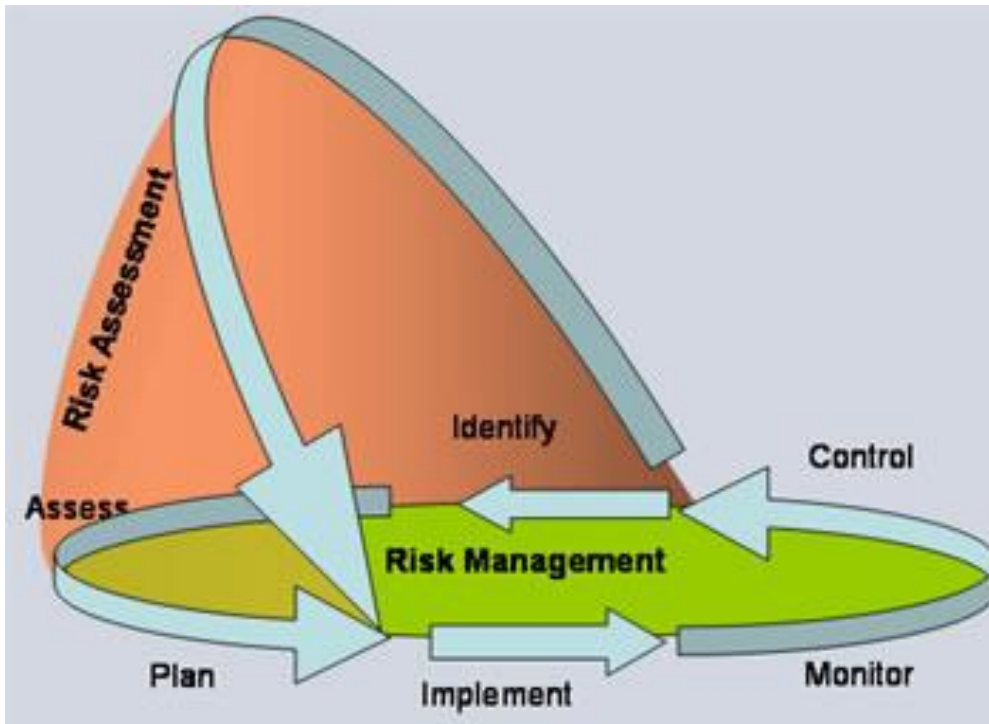 Risk Assessment
Identify
Control
Assess
Risk Management
Plan
Implement
Monitor